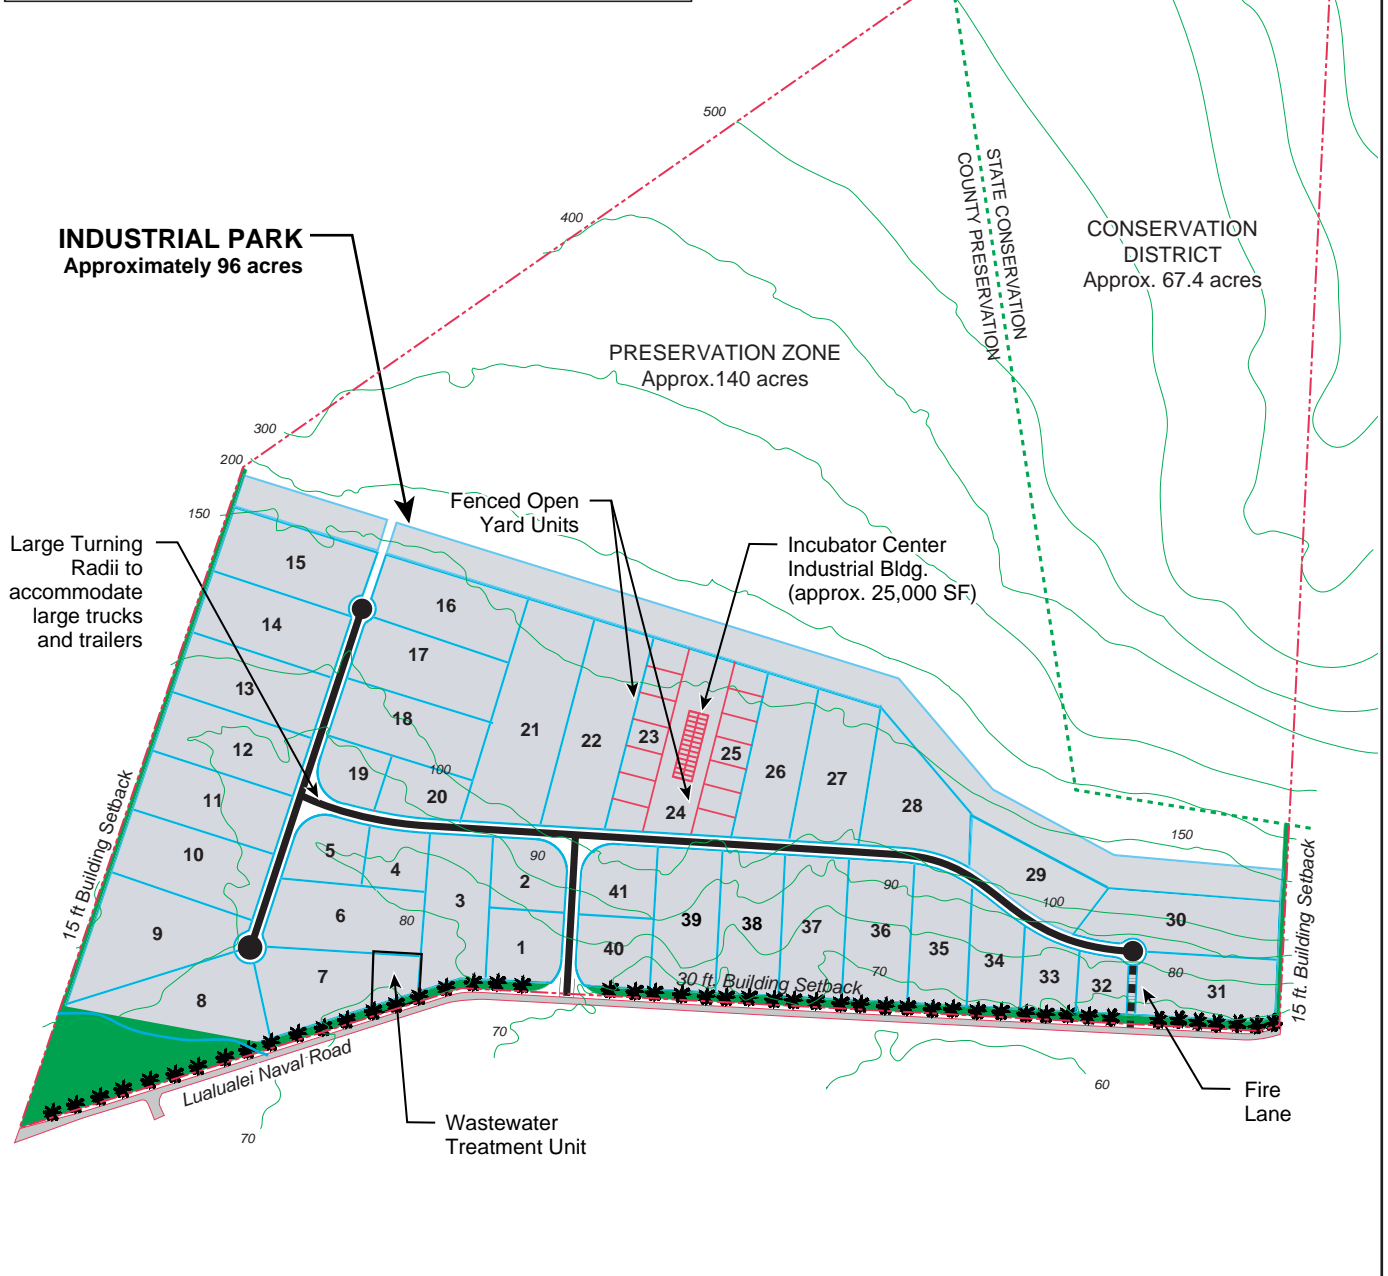 500
400
STATE CONSERVATION
COUNTY PRESERVATION
CONSERVATION
DISTRICT
Approx. 67.4 acres
INDUSTRIAL PARK
Approximately 96 acres
PRESERVATION ZONE
Approx.140 acres
300
200
150
Fenced Open
Yard Units
Incubator Center
Industrial Bldg.
(approx. 25,000 SF)
Large Turning
Radii to
accommodate
large trucks
and trailers
15
14
13
12
11
10
9
8
7
6
5
4
3
2
1
16
17
18
19
20
21
22
23
24
25
26
27
28
29
30
31
32
33
34
35
36
37
38
39
40
41
100
90
80
90
100
80
70
150
15 ft Building Setback
30 ft. Building Setback
15 ft. Building Setback
Lualualei Naval Road
70
70
60
Wastewater
Treatment Unit
Fire
Lane